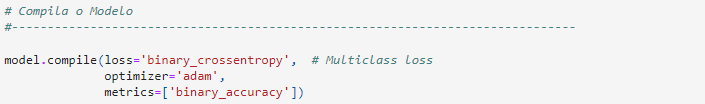 # Compila o Modelo
#---------------------------------------------------------------------------
model.compile(loss='binary_crossentropy',  # Multiclass loss
              optimizer='adam',
              metrics=['binary_accuracy'])